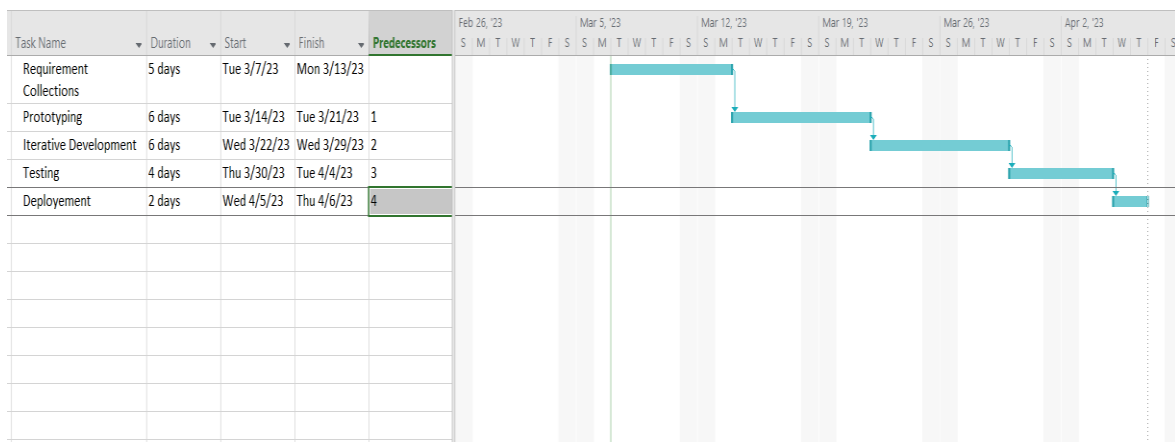 Feb 26, '23 Mar 5, '23 Mar 12, '23 Mar 19, '23 Mar 26, '23 Apr 2, '23
Task Name Duration Start Finish Predecessors S M T W T F S S M T W T F S S M T W T F S S M T W T F S S M T W T F S S M T W T F S
Requirement 5 days Tue 3/7/23 Mon 3/13/23
Collections
Prototyping 6 days Tue 3/14/23 Tue 3/21/23 1
Iterative Development 6 days Wed 3/22/23 Wed 3/29/23 2
Testing 4 days Thu 3/30/23 Tue 4/4/23 3
Deployement 2 days Wed 4/5/23 Thu 4/6/23 4